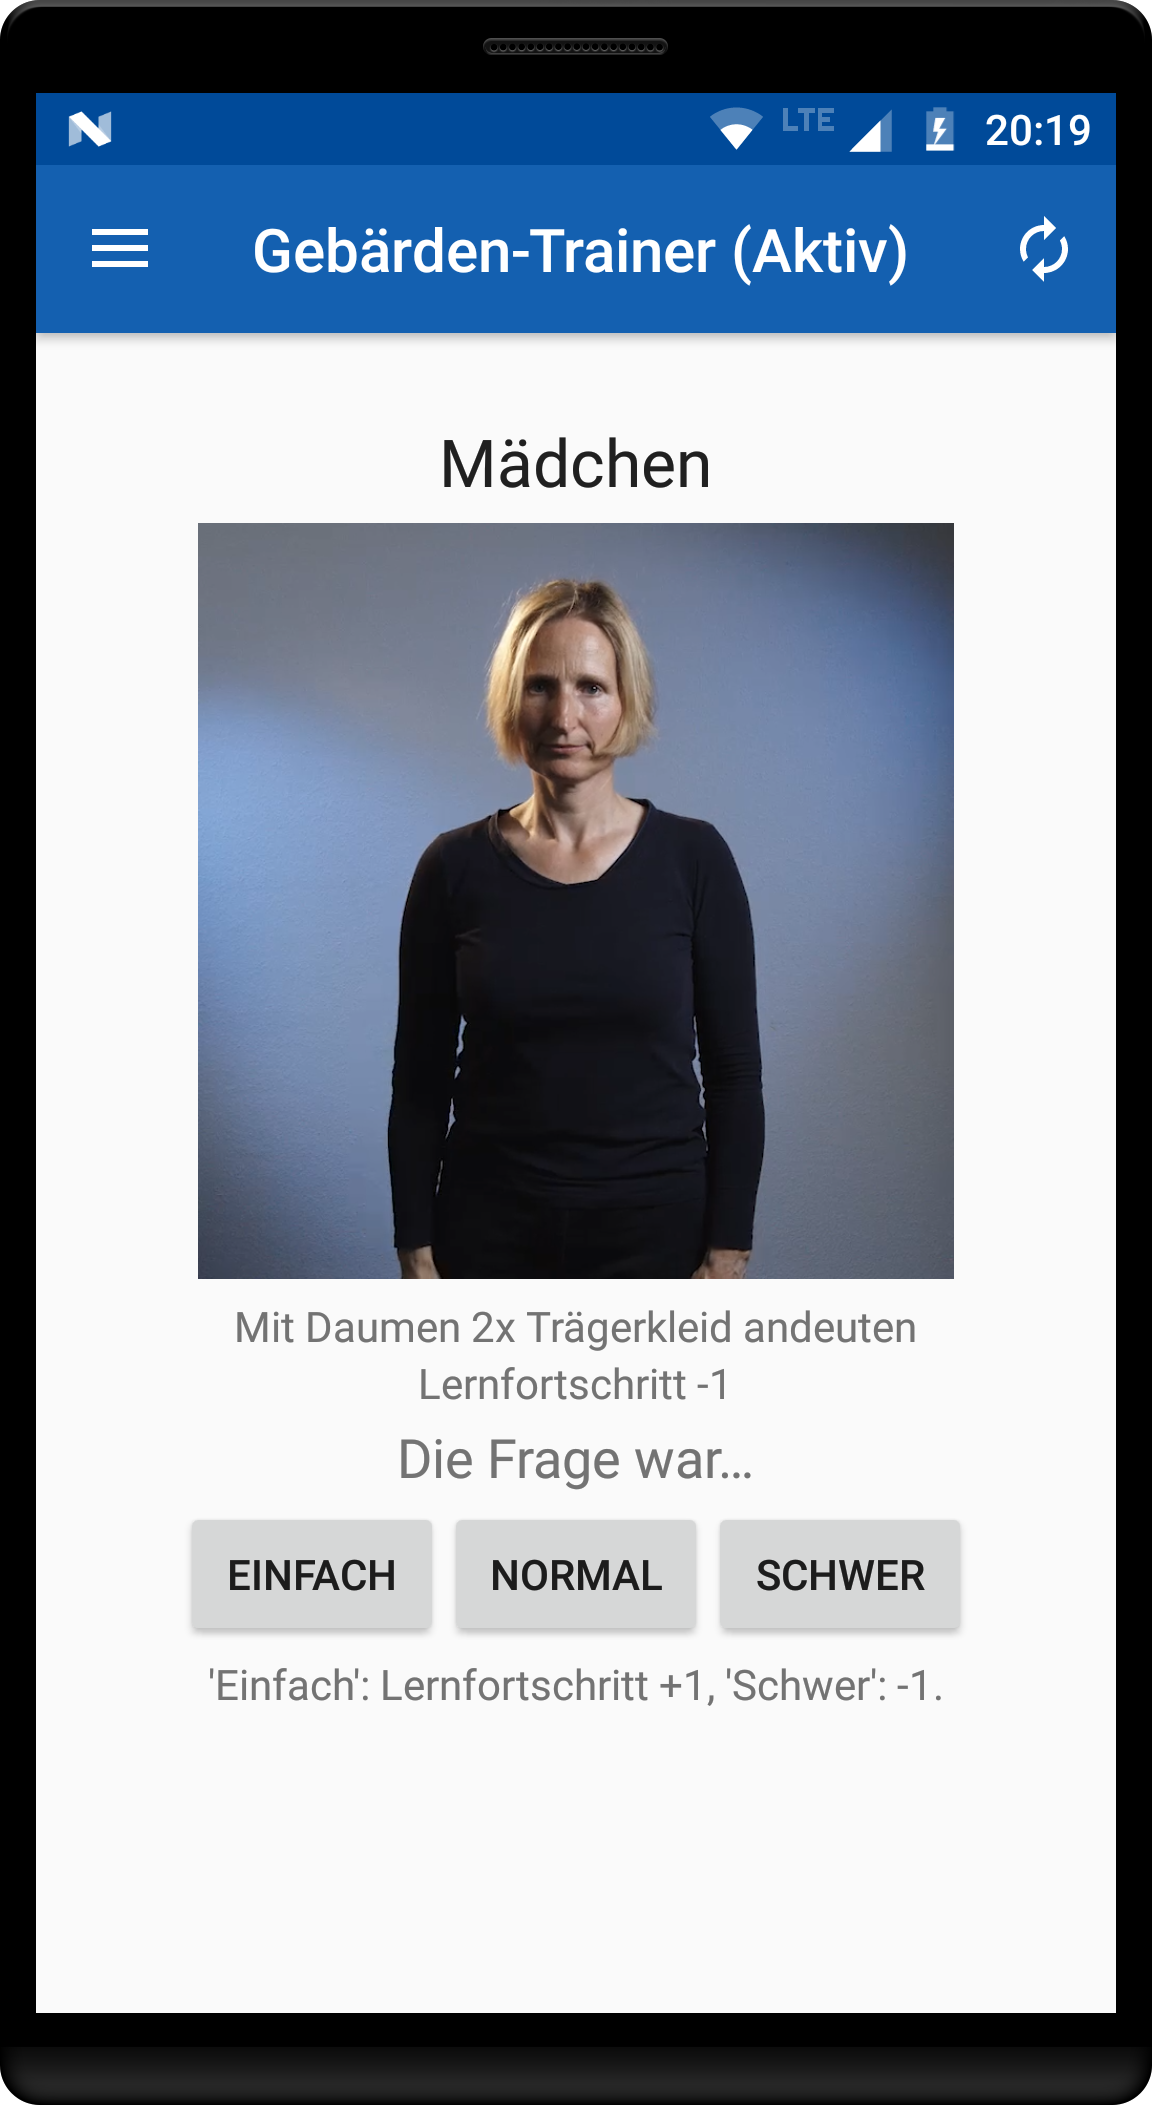 LTE 20:19
Gebärden-Trainer (Aktiv)
Mädchen
Mit Daumen 2x Trägerkleid andeuten
Lernfortschritt -1
Die Frage war...
EINFACH NORMAL SCHWER
'Einfach': Lernfortschritt +1, 'Schwer': -1.